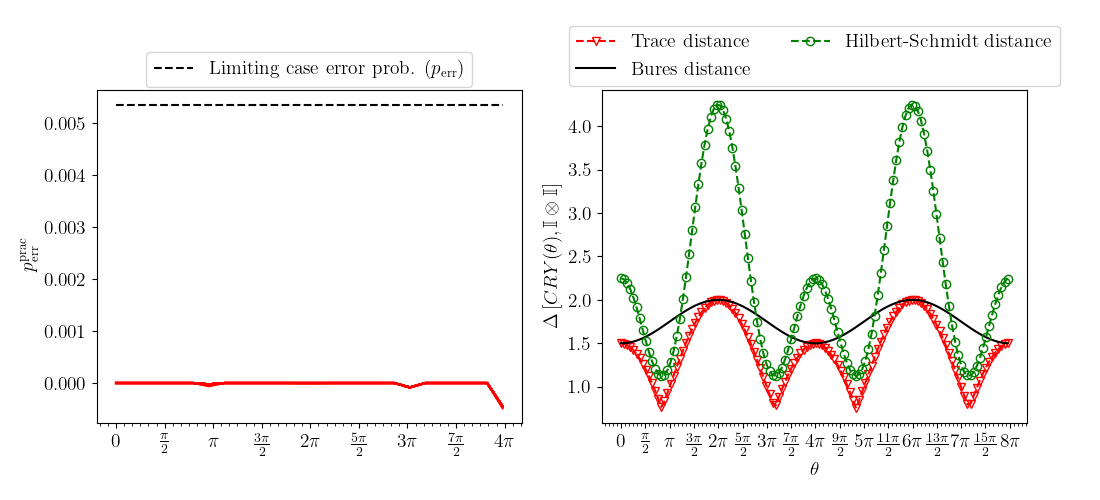 Limiting case error prob. (p_err)
p_err^prac
0.005
0.004
0.003
0.002
0.001
0.000
0 π/2 π 3π/2 2π 5π/2 3π 7π/2 4π
Trace distance
Bures distance
Hilbert-Schmidt distance
Δ [CRY(θ), 𝕀 ⊗ 𝕀]
4.0
3.5
3.0
2.5
2.0
1.5
1.0
0 π/2 π 3π/2 2π 5π/2 3π 7π/2 4π 9π/2 5π 11π/2 6π 13π/2 7π 15π/2 8π
θ